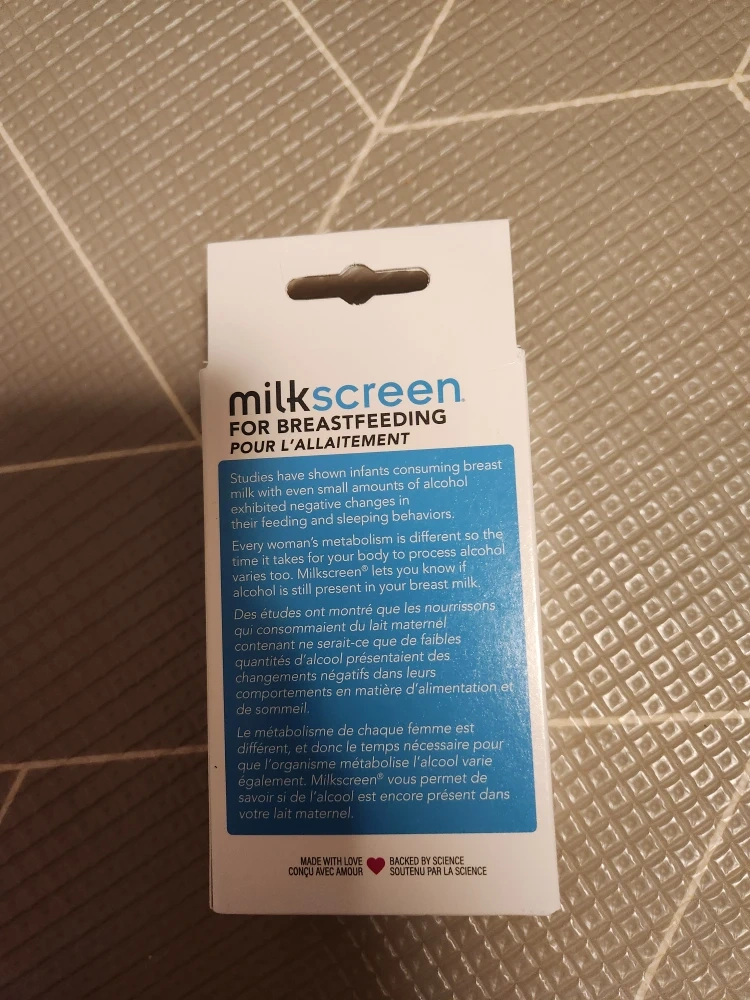 milkscreen.
FOR BREASTFEEDING
POUR L'ALLAITEMENT
Studies have shown infants consuming breast
milk with even small amounts of alcohol
exhibited negative changes in
their feeding and sleeping behaviors.
Every woman's metabolism is different so the
time it takes for your body to process alcohol
varies too. Milkscreen® lets you know if
alcohol is still present in your breast milk.
Des études ont montré que les nourrissons
qui consommaient du lait maternel
contenant ne serait-ce que de faibles
quantités d'alcool présentaient des
changements négatifs dans leurs
comportements en matière d'alimentation et
de sommeil.
Le métabolisme de chaque femme est
différent, et donc le temps nécessaire pour
que l'organisme métabolise l'alcool varie
également. Milkscreen® vous permet de
savoir si de l'alcool est encore présent dans
votre lait maternel.
MADE WITH LOVE BACKED BY SCIENCE
CONÇU AVEC AMOUR SOUTENU PAR LA SCIENCE